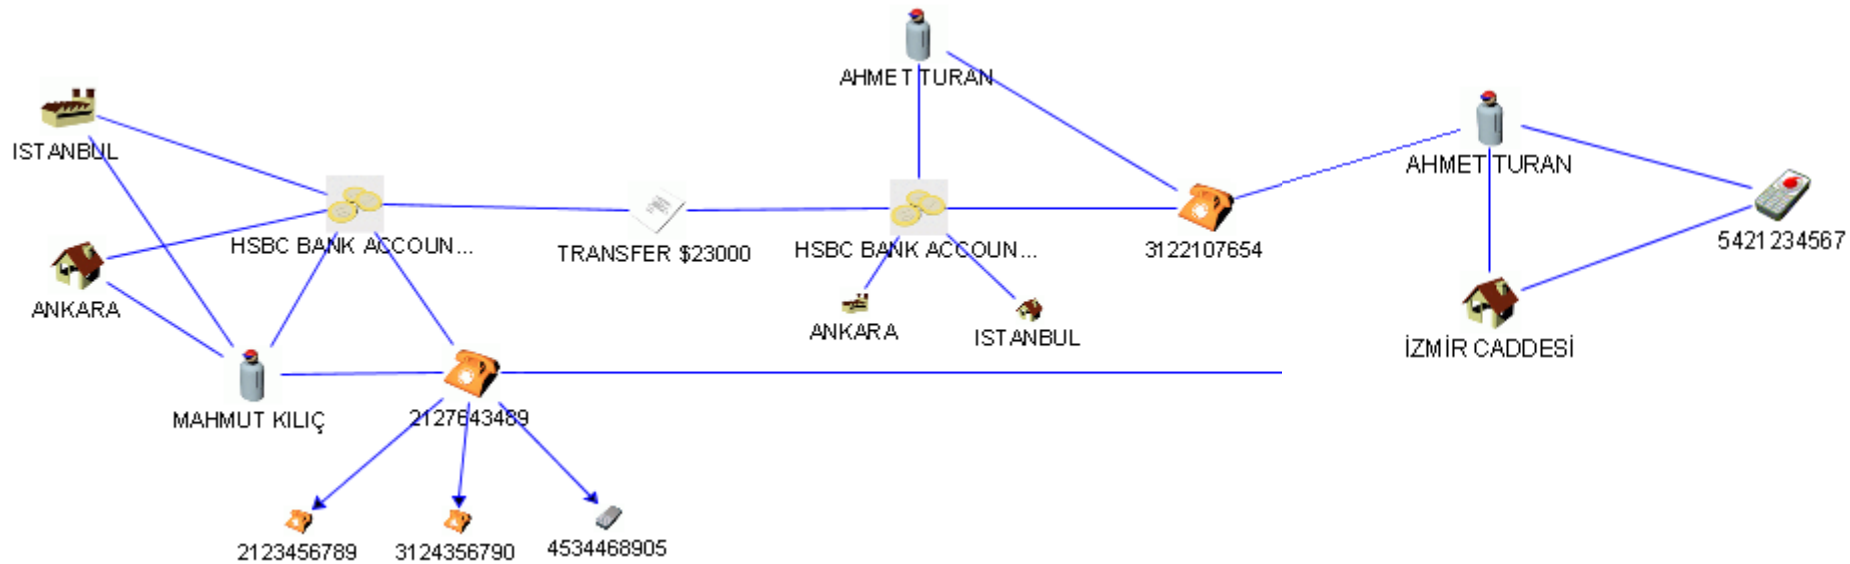 AHMET TURAN
ISTANBUL
AHMET TURAN
HSBC BANK ACCOUN...
TRANSFER $23000
HSBC BANK ACCOUN...
3122107654
5421234567
ANKARA
ANKARA
ISTANBUL
İZMİR CADDESİ
MAHMUT KILIÇ
2127643489
2123456789
3124356790
4534468905